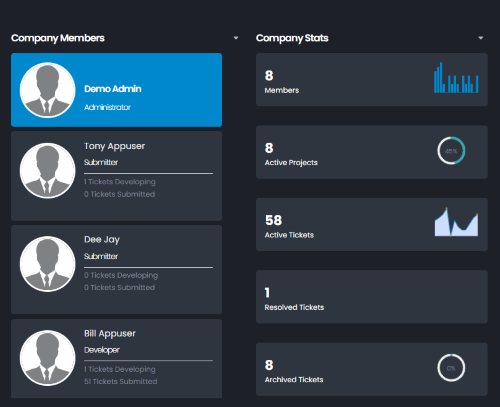 Company Members
Demo Admin
Administrator
Tony Appuser
Submitter
1 Tickets Developing
0 Tickets Submitted
Dee Jay
Submitter
0 Tickets Developing
0 Tickets Submitted
Bill Appuser
Developer
1 Tickets Developing
51 Tickets Submitted
Company Stats
8
Members
8
Active Projects
58
Active Tickets
1
Resolved Tickets
8
Archived Tickets
0%